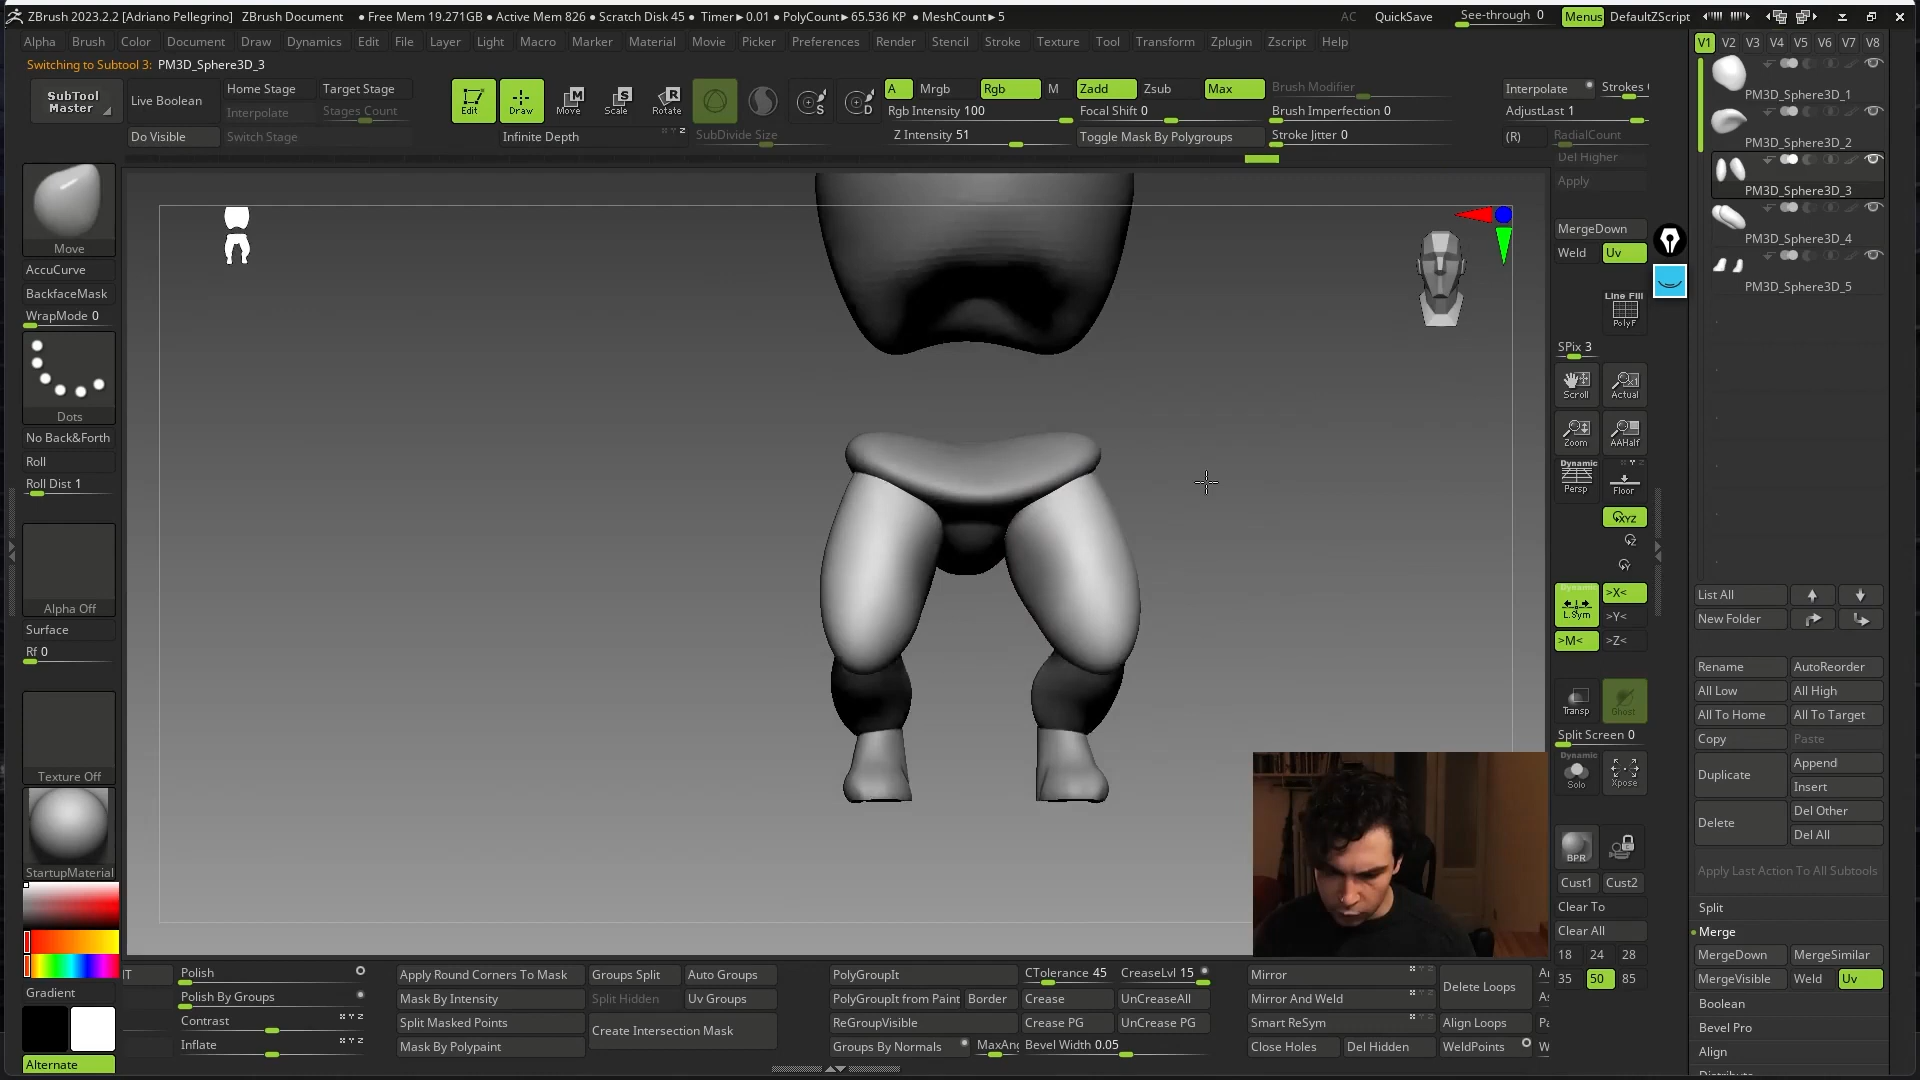 ZBrush 2023.2.2 [Adriano Pellegrino] ZBrush Document ● Free Mem 19.271GB ● Active Mem 826 ● Scratch Disk 45 ● Timer►0.01 ● PolyCount►65.536 KP ● MeshCount►5 AC QuickSave See-through 0 Menus DefaultZScript
Alpha Brush Color Document Draw Dynamics Edit File Layer Light Macro Marker Material Movie Picker Preferences Render Stencil Stroke Texture Tool Transform Zplugin Zscript Help
V1 V2 V3 V4 V5 V6 V7 V8
Switching to Subtool 3: PM3D_Sphere3D_3
SubTool Master
Live Boolean
Home Stage
Target Stage
Interpolate
Stages Count
Do Visible
Switch Stage
Edit
Draw
Move
Scale
Rotate
Infinite Depth
SubDivide Size
S
D
A Mrgb Rgb M Zadd Zsub Max Brush Modifier
Rgb Intensity 100 Focal Shift 0 Brush Imperfection 0
Z Intensity 51 Toggle Mask By Polygroups Stroke Jitter 0
Interpolate
AdjustLast 1
(R)
RadialCount
Del Higher
Apply
Move
AccuCurve
BackfaceMask
WrapMode 0
Dots
No Back&Forth
Roll
Roll Dist 1
Alpha Off
Surface
Rf 0
Texture Off
StartupMaterial
Gradient
Alternate
MergeDown
Weld Uv
Line Fill
PolyF
SPix 3
Scroll
Actual
Zoom
AAHalf
Dynamic
Persp
Floor
XYZ
Z
Y
Dynamic
L.Sym
>X<
>Y<
>M<
>Z<
Transp
Ghost
Split Screen 0
Dynamic
Solo
Xpose
BPR
Cust1 Cust2
Clear To
Clear All
18 24 28
35 50 85
PM3D_Sphere3D_1
PM3D_Sphere3D_2
PM3D_Sphere3D_3
PM3D_Sphere3D_4
PM3D_Sphere3D_5
List All
New Folder
Rename AutoReorder
All Low All High
All To Home All To Target
Copy Paste
Duplicate
Append
Insert
Delete
Del Other
Del All
Apply Last Action To All Subtools
Split
Merge
MergeDown MergeSimilar
MergeVisible Weld Uv
Boolean
Bevel Pro
Align
Polish
Polish By Groups
Contrast
Inflate
Apply Round Corners To Mask
Mask By Intensity
Split Masked Points
Mask By Polypaint
Groups Split Auto Groups
Split Hidden Uv Groups
Create Intersection Mask
PolyGroupIt
PolyGroupIt from Paint Border
ReGroupVisible
Groups By Normals
CTolerance 45 CreaseLvl 15
Crease UnCreaseAll
Crease PG UnCrease PG
Bevel Width 0.05
Mirror
Mirror And Weld
Smart ReSym
Close Holes Del Hidden
Delete Loops
Align Loops
WeldPoints